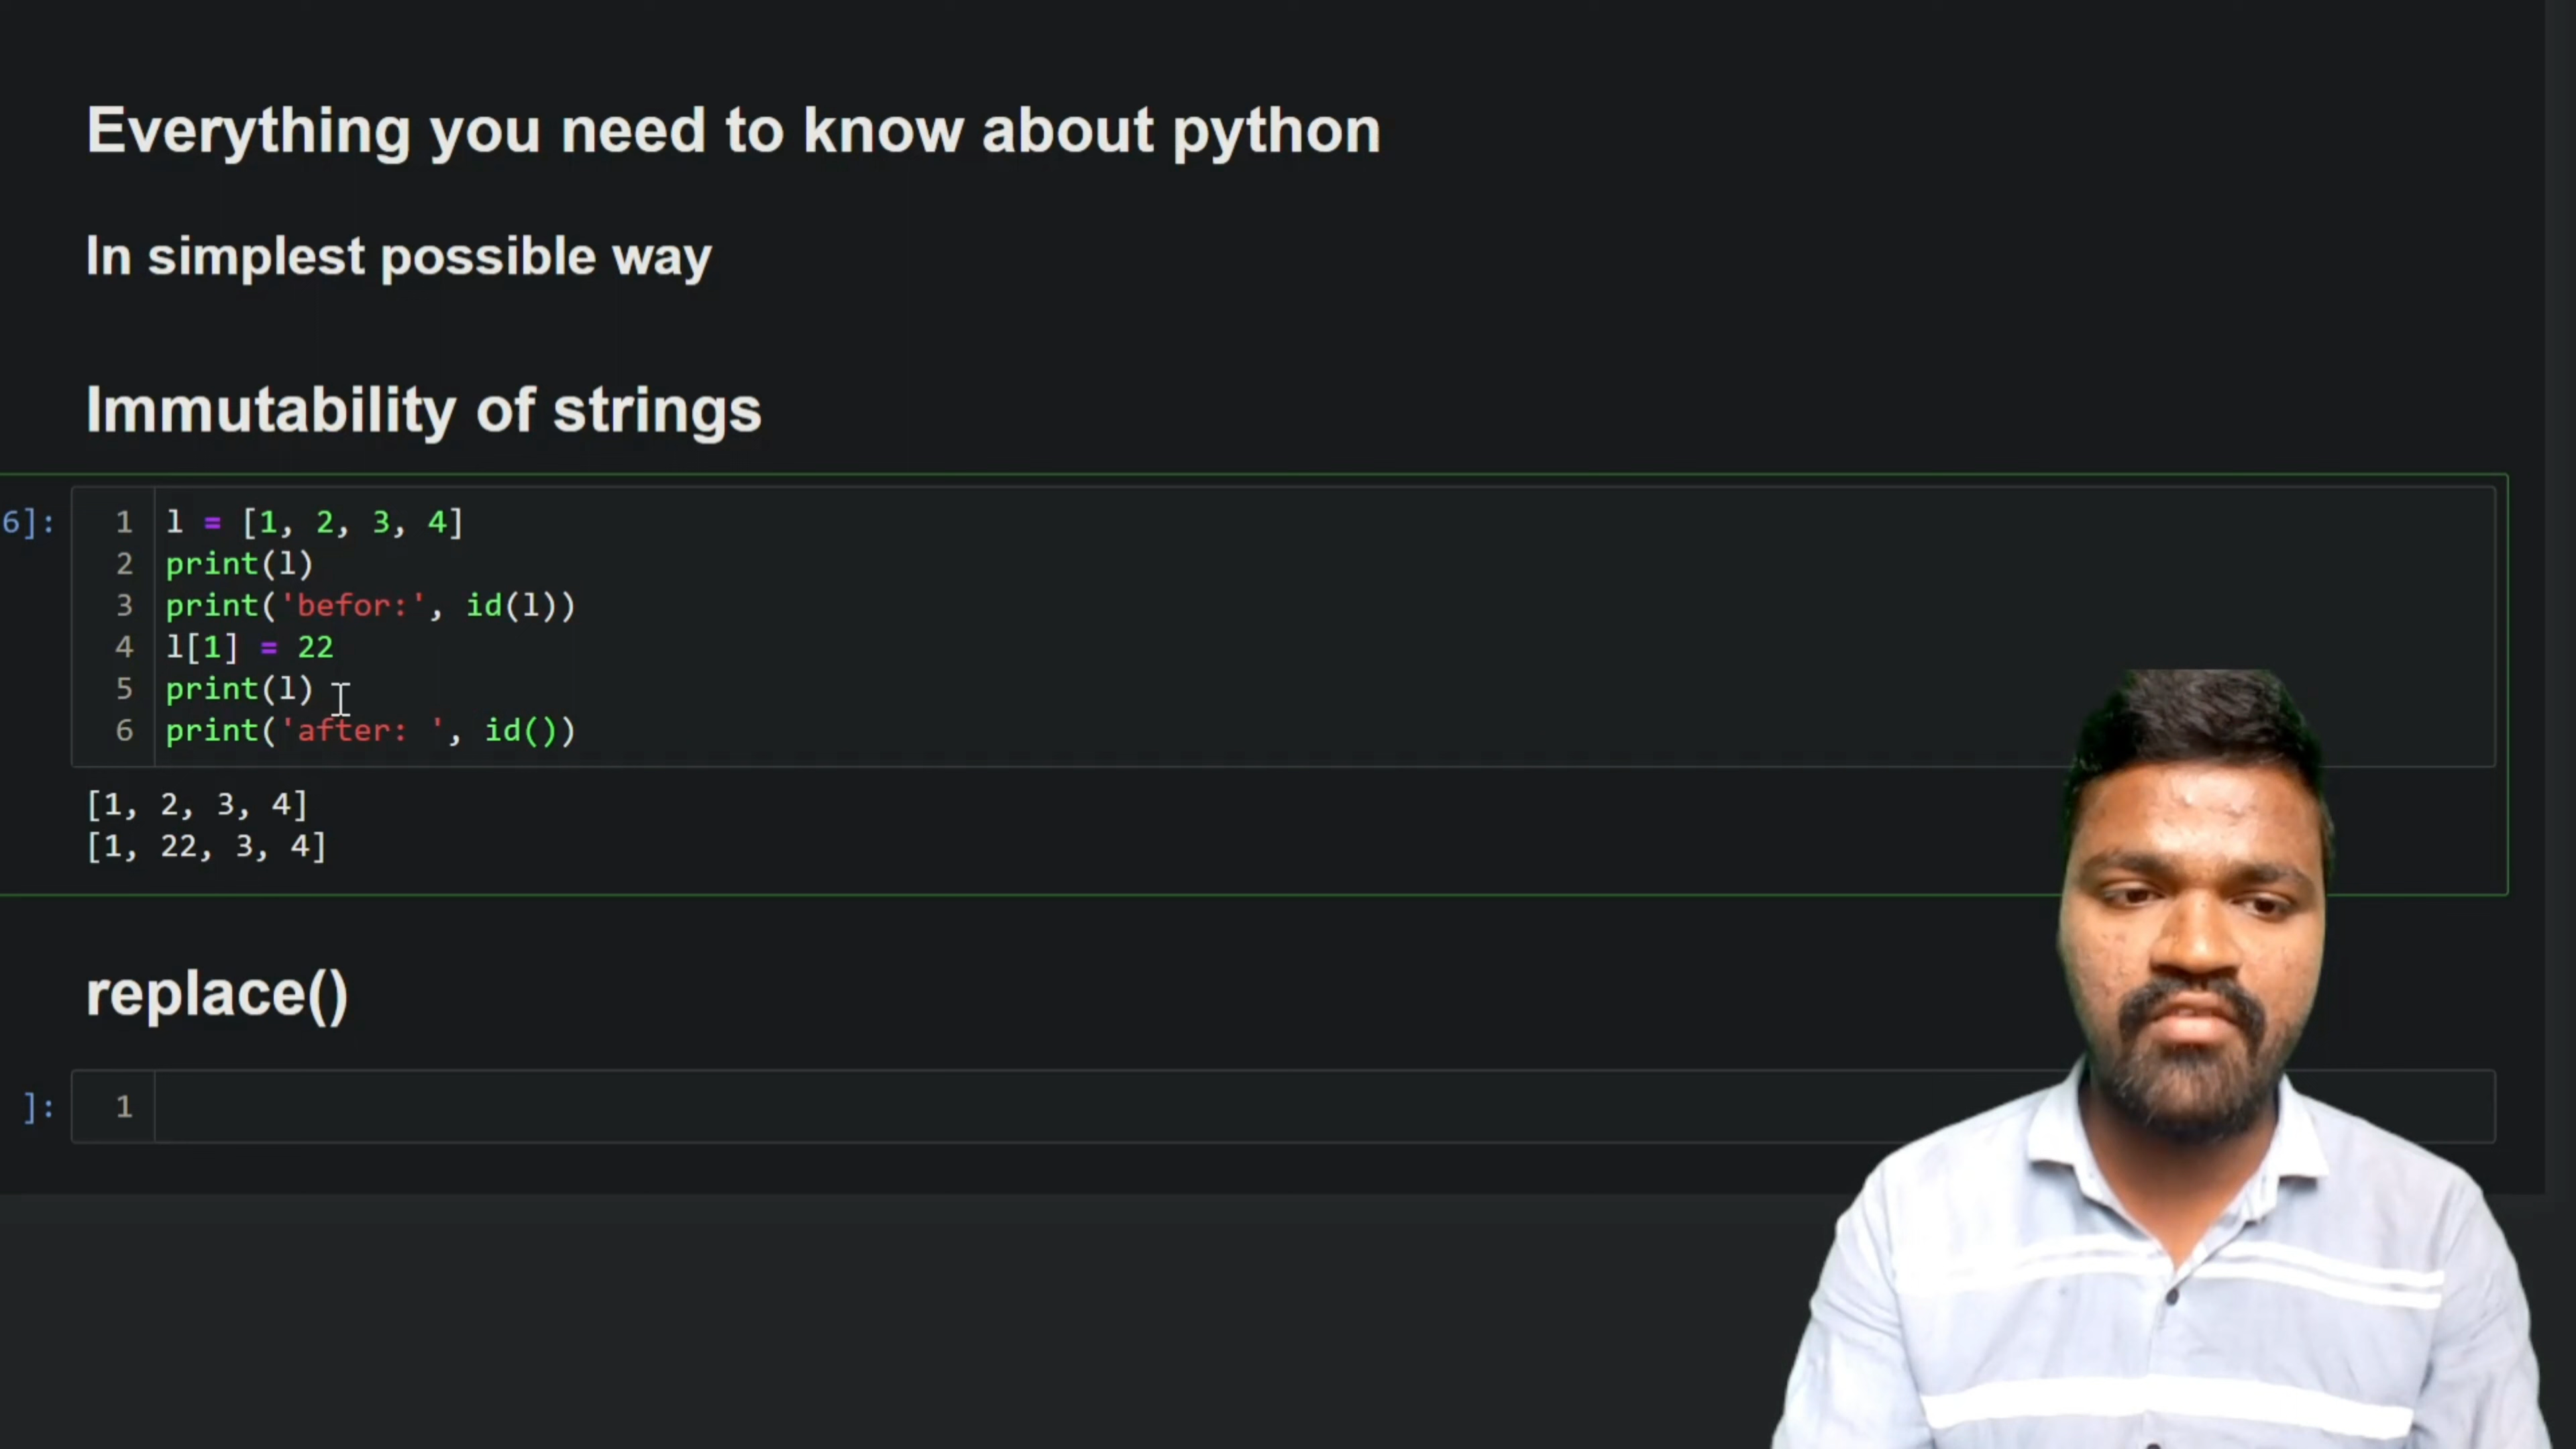 Everything you need to know about python
In simplest possible way
Immutability of strings
6]:
1 l = [1, 2, 3, 4]
2 print(l)
3 print('befor:', id(l))
4 l[1] = 22
5 print(l)
6 print('after: ', id())
[1, 2, 3, 4]
[1, 22, 3, 4]
replace()
]: 1